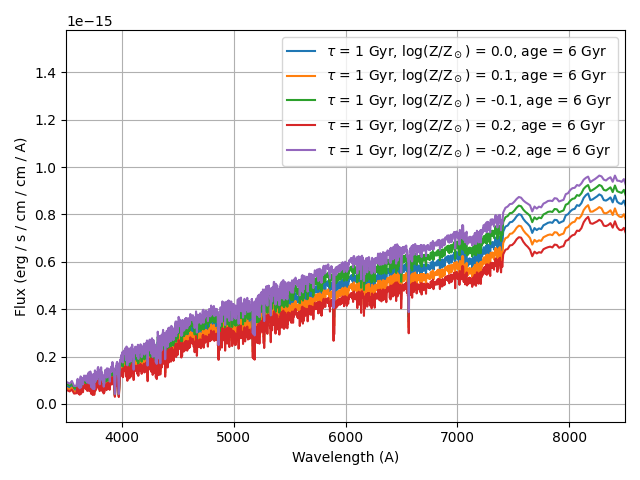 1e−15
τ = 1 Gyr, log(Z/Z⊙) = 0.0, age = 6 Gyr
τ = 1 Gyr, log(Z/Z⊙) = 0.1, age = 6 Gyr
τ = 1 Gyr, log(Z/Z⊙) = -0.1, age = 6 Gyr
τ = 1 Gyr, log(Z/Z⊙) = 0.2, age = 6 Gyr
τ = 1 Gyr, log(Z/Z⊙) = -0.2, age = 6 Gyr
1.4
1.2
1.0
0.8
0.6
0.4
0.2
0.0
Flux (erg / s / cm / cm / A)
4000 5000 6000 7000 8000
Wavelength (A)